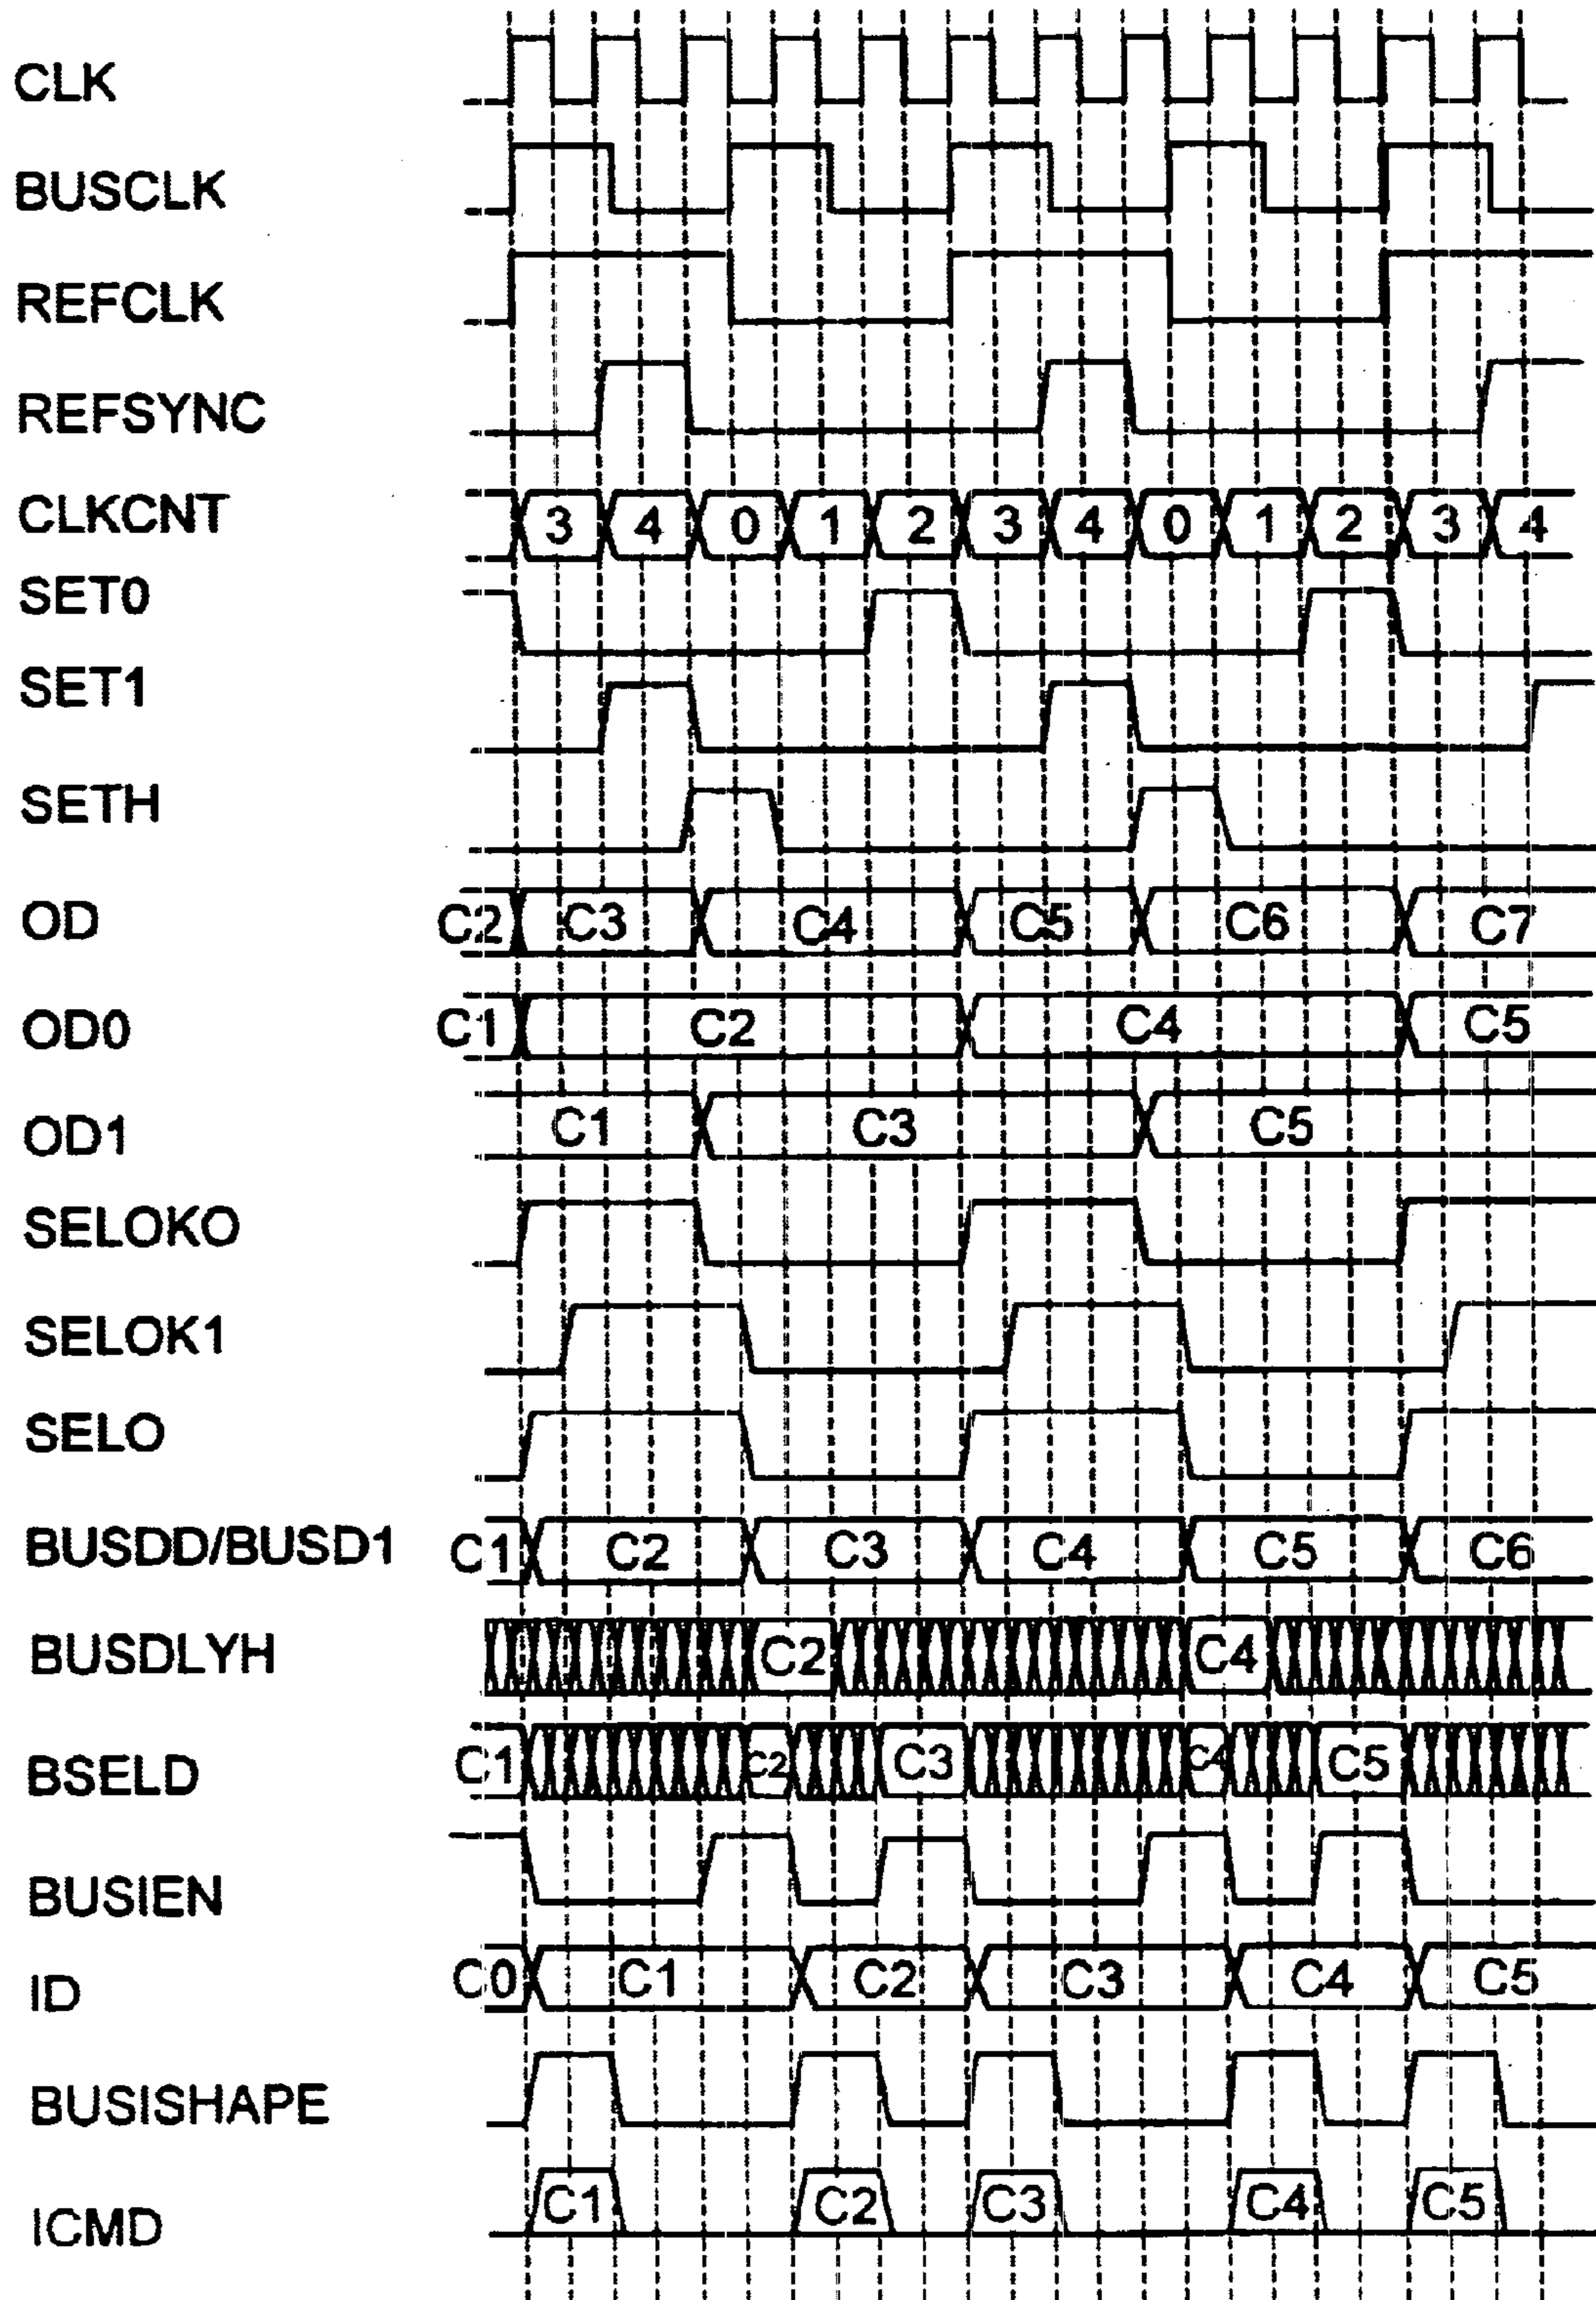 CLK
BUSCLK
REFCLK
REFSYNC
CLKCNT 3 4 0 1 2 3 4 0 1 2 3 4
SET0
SET1
SETH
OD C2 C3 C4 C5 C6 C7
OD0 C1 C2 C4 C5
OD1 C1 C3 C5
SELOKO
SELOK1
SELO
BUSDD/BUSD1 C1 C2 C3 C4 C5 C6
BUSDLYH C2 C4
BSELD C1 C2 C3 C4 C5
BUSIEN
ID C0 C1 C2 C3 C4 C5
BUSISHAPE
ICMD C1 C2 C3 C4 C5